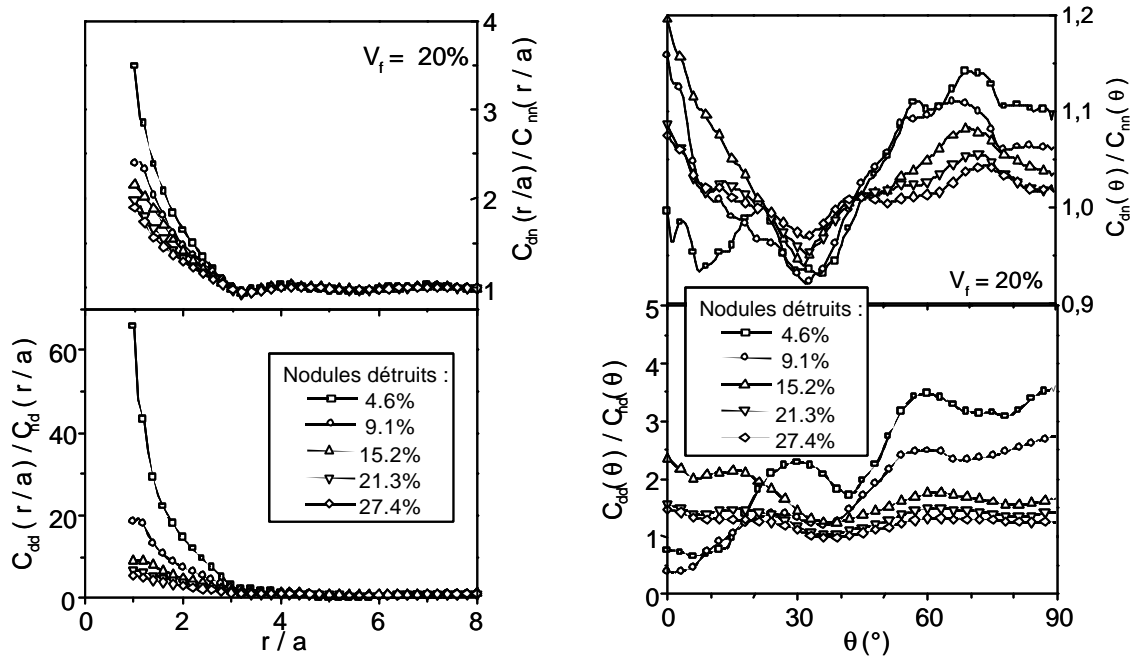 V_f = 20%
4
3
2
1
C_dn(r/a)/C_nn(r/a)
60
40
20
0
C_dd(r/a)/C_nd(r/a)
Nodules détruits :
4.6%
9.1%
15.2%
21.3%
27.4%
0 2 4 6 8
r / a
1,2
1,1
1,0
0,9
C_dn(θ)/C_nn(θ)
V_f = 20%
5
4
3
2
1
0
C_dd(θ)/C_nd(θ)
Nodules détruits :
4.6%
9.1%
15.2%
21.3%
27.4%
0 30 60 90
θ (°)